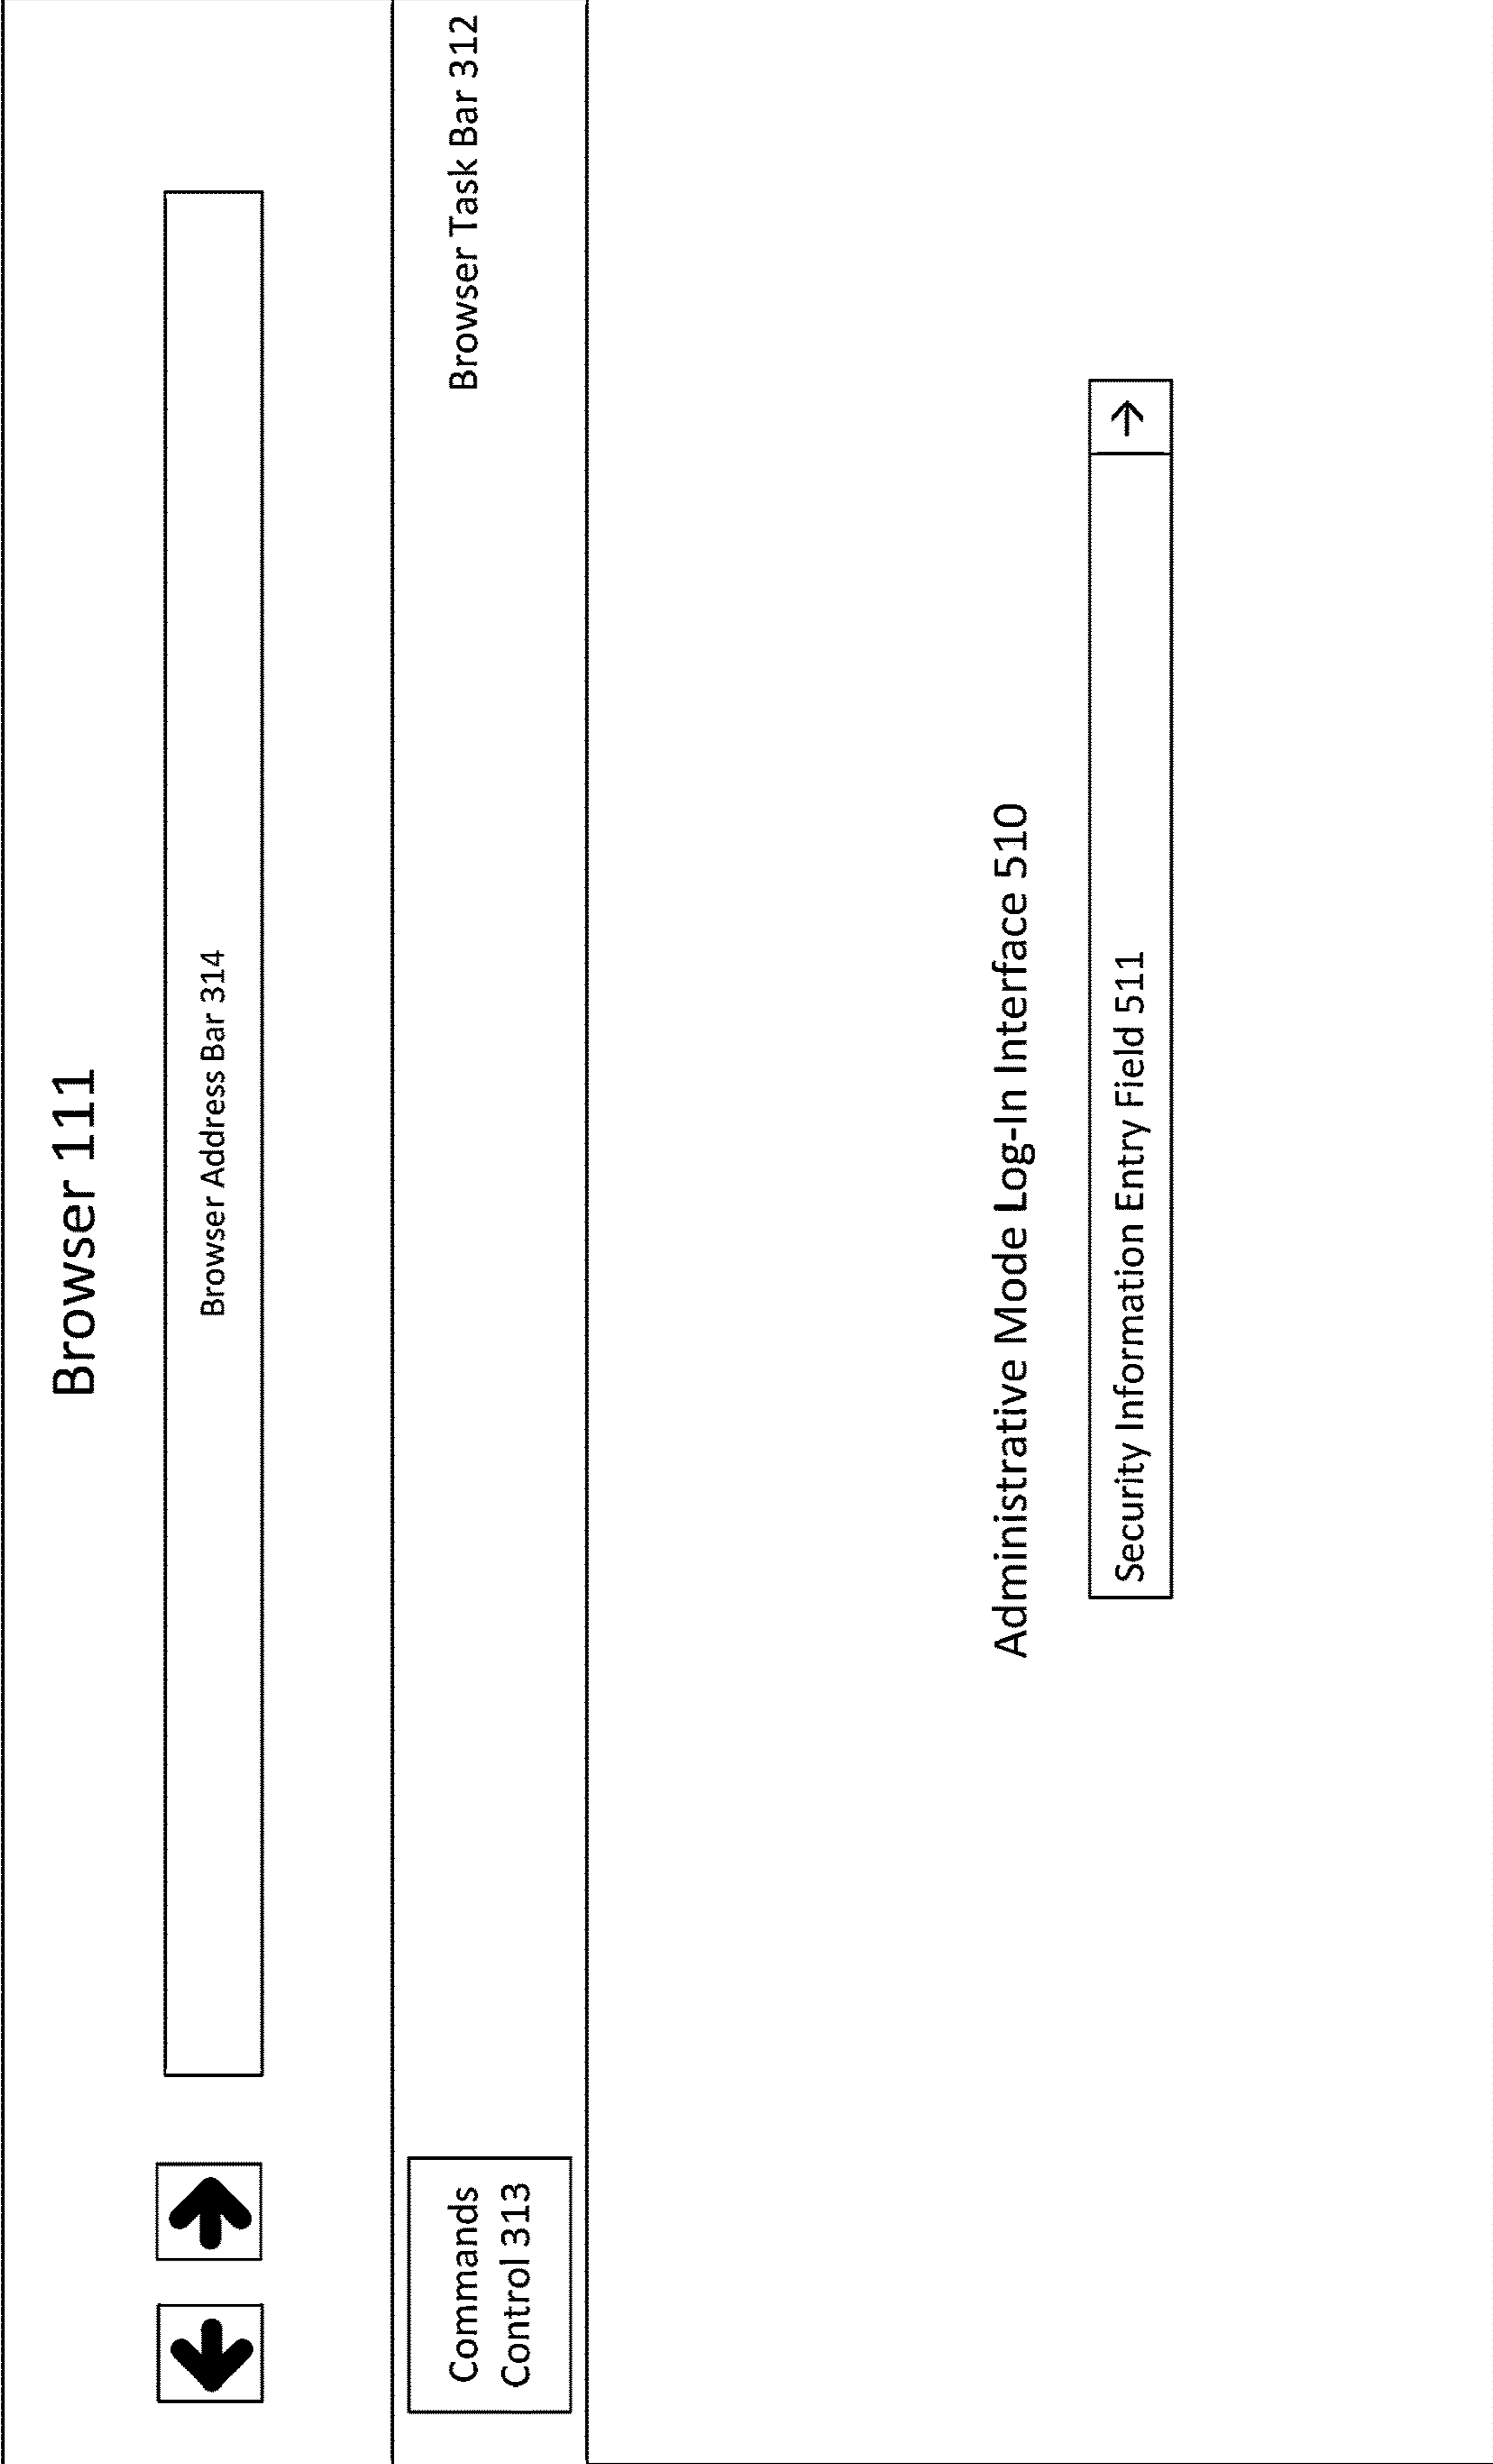 Browser 111
Browser Address Bar 314
Commands
Control 313
Browser Task Bar 312
Administrative Mode Log-In Interface 510
Security Information Entry Field 511